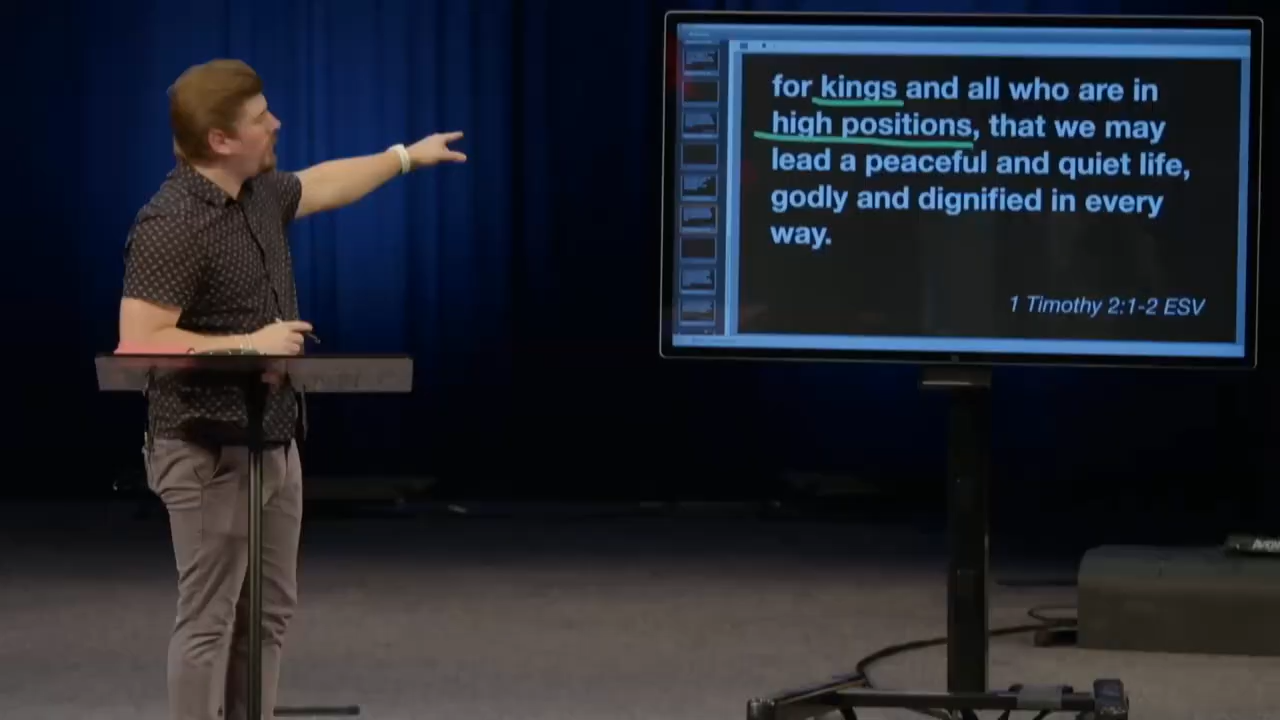 for kings and all who are in
high positions, that we may
lead a peaceful and quiet life,
godly and dignified in every
way.
1 Timothy 2:1-2 ESV